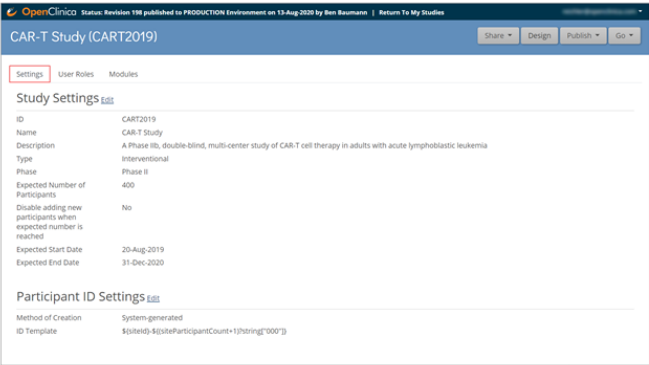 OpenClinica Status: Revision 198 published to PRODUCTION Environment on 13-Aug-2020 by Ben Baumann | Return To My Studies
CAR-T Study (CART2019)
Share
Design
Publish
Go
Settings
User Roles
Modules
Study Settings Edit
ID CART2019
Name CAR-T Study
Description A Phase IIb, double-blind, multi-center study of CAR-T cell therapy in adults with acute lymphoblastic leukemia
Type Interventional
Phase Phase II
Expected Number of 400
Participants
Disable adding new No
participants when
expected number is
reached
Expected Start Date 20-Aug-2019
Expected End Date 31-Dec-2020
Participant ID Settings Edit
Method of Creation System-generated
ID Template ${siteId}-${(siteParticipantCount+1)?string["000"]}